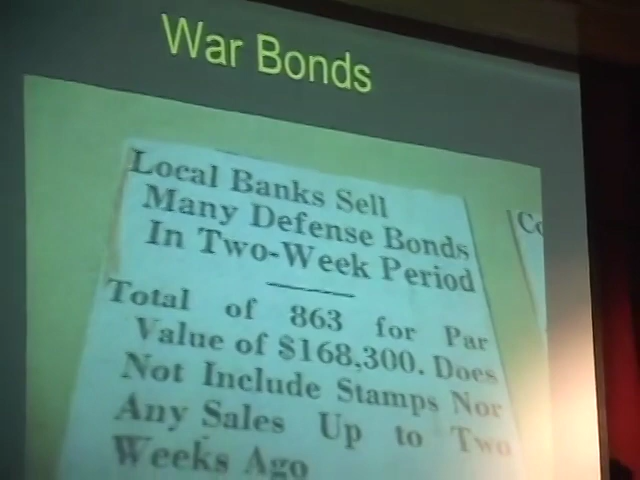 War Bonds
Local Banks Sell
Many Defense Bonds
In Two-Week Period
Total of 863 for Par
Value of $168,300. Does
Not Include Stamps Nor
Any Sales Up to Two
Weeks Ago